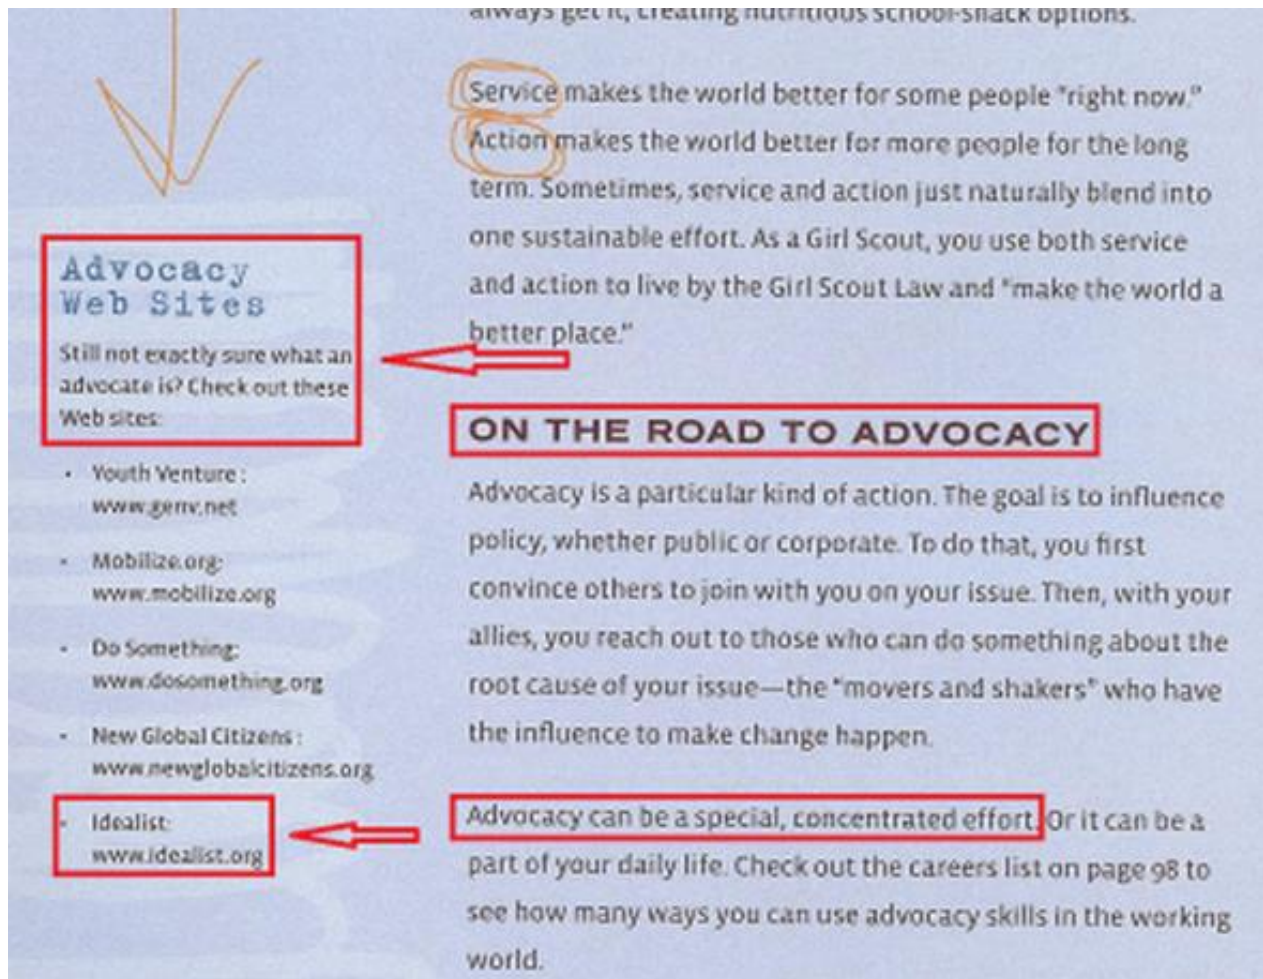 always get it, creating nutritious school-snack options.
Service makes the world better for some people "right now."
Action makes the world better for more people for the long
term. Sometimes, service and action just naturally blend into
one sustainable effort. As a Girl Scout, you use both service
and action to live by the Girl Scout Law and "make the world a
better place."
Advocacy
Web Sites
Still not exactly sure what an
advocate is? Check out these
Web sites:
· Youth Venture:
www.genv.net
· Mobilize.org:
www.mobilize.org
· Do Something:
www.dosomething.org
· New Global Citizens:
www.newglobalcitizens.org
· Idealist:
www.idealist.org
ON THE ROAD TO ADVOCACY
Advocacy is a particular kind of action. The goal is to influence
policy, whether public or corporate. To do that, you first
convince others to join with you on your issue. Then, with your
allies, you reach out to those who can do something about the
root cause of your issue—the "movers and shakers" who have
the influence to make change happen.
Advocacy can be a special, concentrated effort. Or it can be a
part of your daily life. Check out the careers list on page 98 to
see how many ways you can use advocacy skills in the working
world.